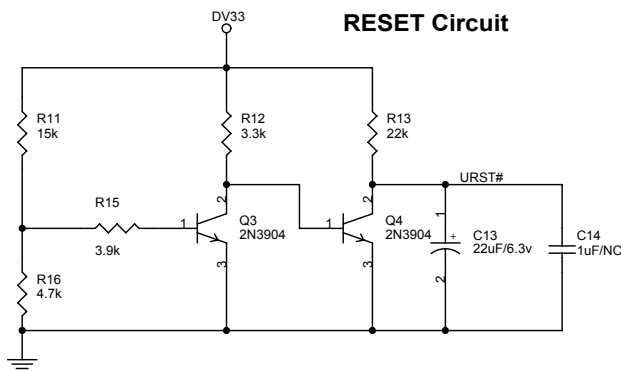 DV33
RESET Circuit
R11
15k
R12
3.3k
R13
22k
URST#
R15
3.9k
1
2
3
Q3
2N3904
1
2
3
Q4
2N3904
1
+
2
C13
22uF/6.3v
C14
1uF/NC
R16
4.7k